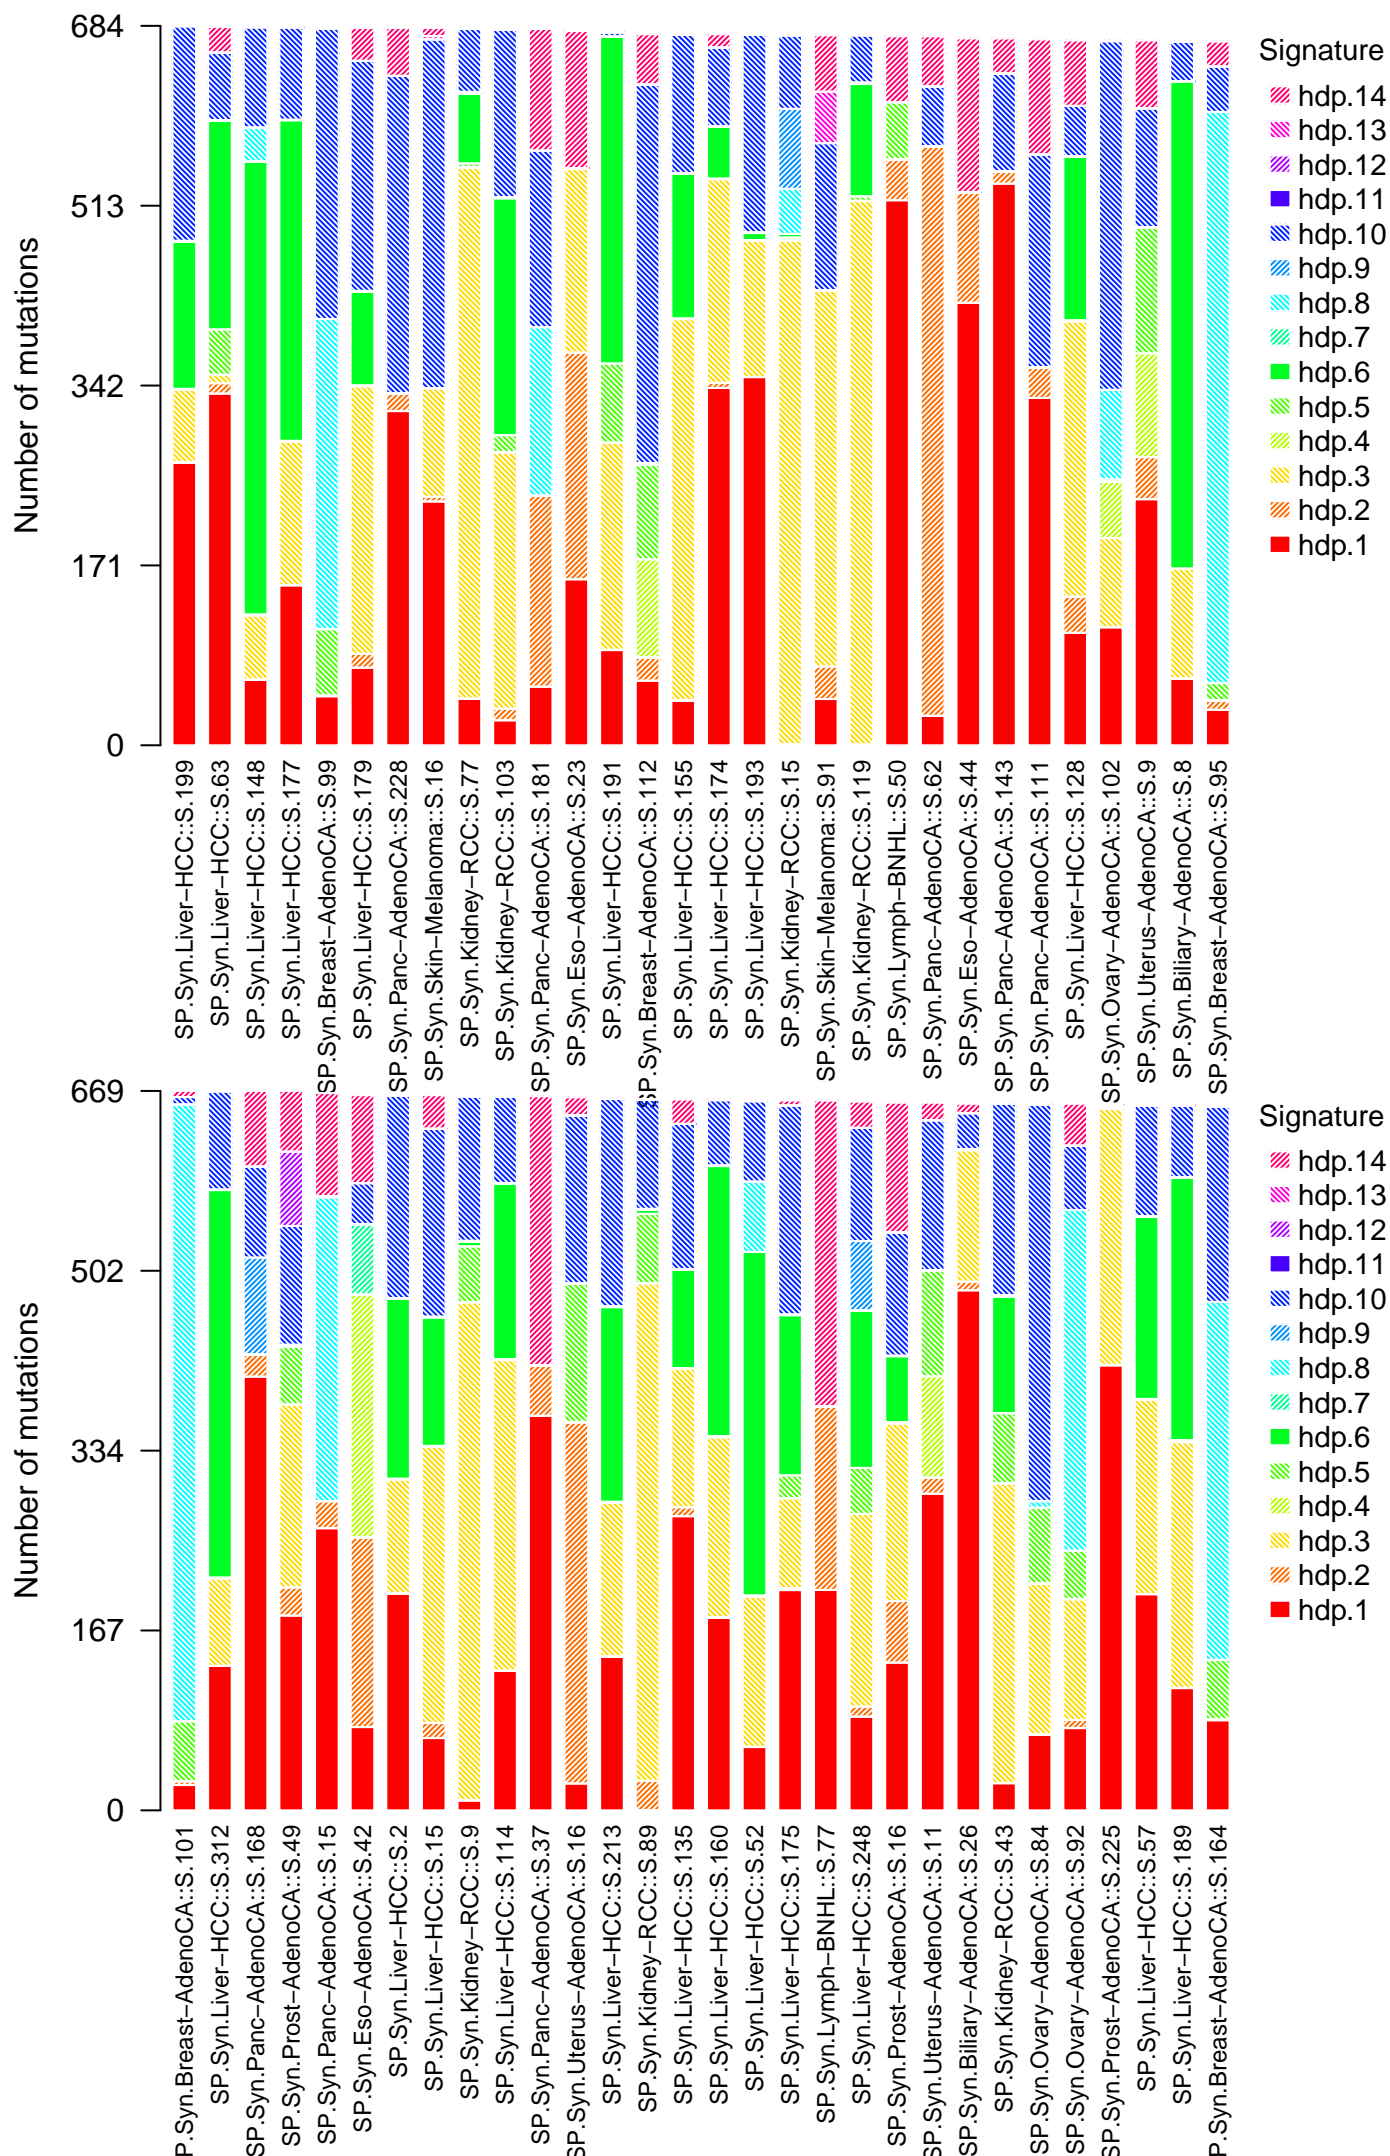 Number of mutations
684
513
342
171
0
Signature
hdp.14
hdp.13
hdp.12
hdp.11
hdp.10
hdp.9
hdp.8
hdp.7
hdp.6
hdp.5
hdp.4
hdp.3
hdp.2
hdp.1
SP.Syn.Liver−HCC::S.199
SP.Syn.Liver−HCC::S.63
SP.Syn.Liver−HCC::S.148
SP.Syn.Liver−HCC::S.177
SP.Syn.Breast−AdenoCA::S.99
SP.Syn.Liver−HCC::S.179
SP.Syn.Panc−AdenoCA::S.228
SP.Syn.Skin−Melanoma::S.16
SP.Syn.Kidney−RCC::S.77
SP.Syn.Kidney−RCC::S.103
SP.Syn.Panc−AdenoCA::S.181
SP.Syn.Eso−AdenoCA::S.23
SP.Syn.Liver−HCC::S.191
SP.Syn.Breast−AdenoCA::S.112
SP.Syn.Liver−HCC::S.155
SP.Syn.Liver−HCC::S.174
SP.Syn.Liver−HCC::S.193
SP.Syn.Kidney−RCC::S.15
SP.Syn.Skin−Melanoma::S.91
SP.Syn.Kidney−RCC::S.119
SP.Syn.Lymph−BNHL::S.50
SP.Syn.Panc−AdenoCA::S.62
SP.Syn.Eso−AdenoCA::S.44
SP.Syn.Panc−AdenoCA::S.143
SP.Syn.Panc−AdenoCA::S.111
SP.Syn.Liver−HCC::S.128
SP.Syn.Ovary−AdenoCA::S.102
SP.Syn.Uterus−AdenoCA::S.9
SP.Syn.Biliary−AdenoCA::S.8
SP.Syn.Breast−AdenoCA::S.95
Number of mutations
669
502
334
167
0
Signature
hdp.14
hdp.13
hdp.12
hdp.11
hdp.10
hdp.9
hdp.8
hdp.7
hdp.6
hdp.5
hdp.4
hdp.3
hdp.2
hdp.1
SP.Syn.Breast−AdenoCA::S.101
SP.Syn.Liver−HCC::S.312
SP.Syn.Panc−AdenoCA::S.168
SP.Syn.Prost−AdenoCA::S.49
SP.Syn.Panc−AdenoCA::S.15
SP.Syn.Eso−AdenoCA::S.42
SP.Syn.Liver−HCC::S.2
SP.Syn.Liver−HCC::S.15
SP.Syn.Kidney−RCC::S.9
SP.Syn.Liver−HCC::S.114
SP.Syn.Panc−AdenoCA::S.37
SP.Syn.Uterus−AdenoCA::S.16
SP.Syn.Liver−HCC::S.213
SP.Syn.Kidney−RCC::S.89
SP.Syn.Liver−HCC::S.135
SP.Syn.Liver−HCC::S.160
SP.Syn.Liver−HCC::S.52
SP.Syn.Liver−HCC::S.175
SP.Syn.Lymph−BNHL::S.77
SP.Syn.Liver−HCC::S.248
SP.Syn.Prost−AdenoCA::S.16
SP.Syn.Uterus−AdenoCA::S.11
SP.Syn.Biliary−AdenoCA::S.26
SP.Syn.Kidney−RCC::S.43
SP.Syn.Ovary−AdenoCA::S.84
SP.Syn.Ovary−AdenoCA::S.92
SP.Syn.Prost−AdenoCA::S.225
SP.Syn.Liver−HCC::S.57
SP.Syn.Liver−HCC::S.189
SP.Syn.Breast−AdenoCA::S.164